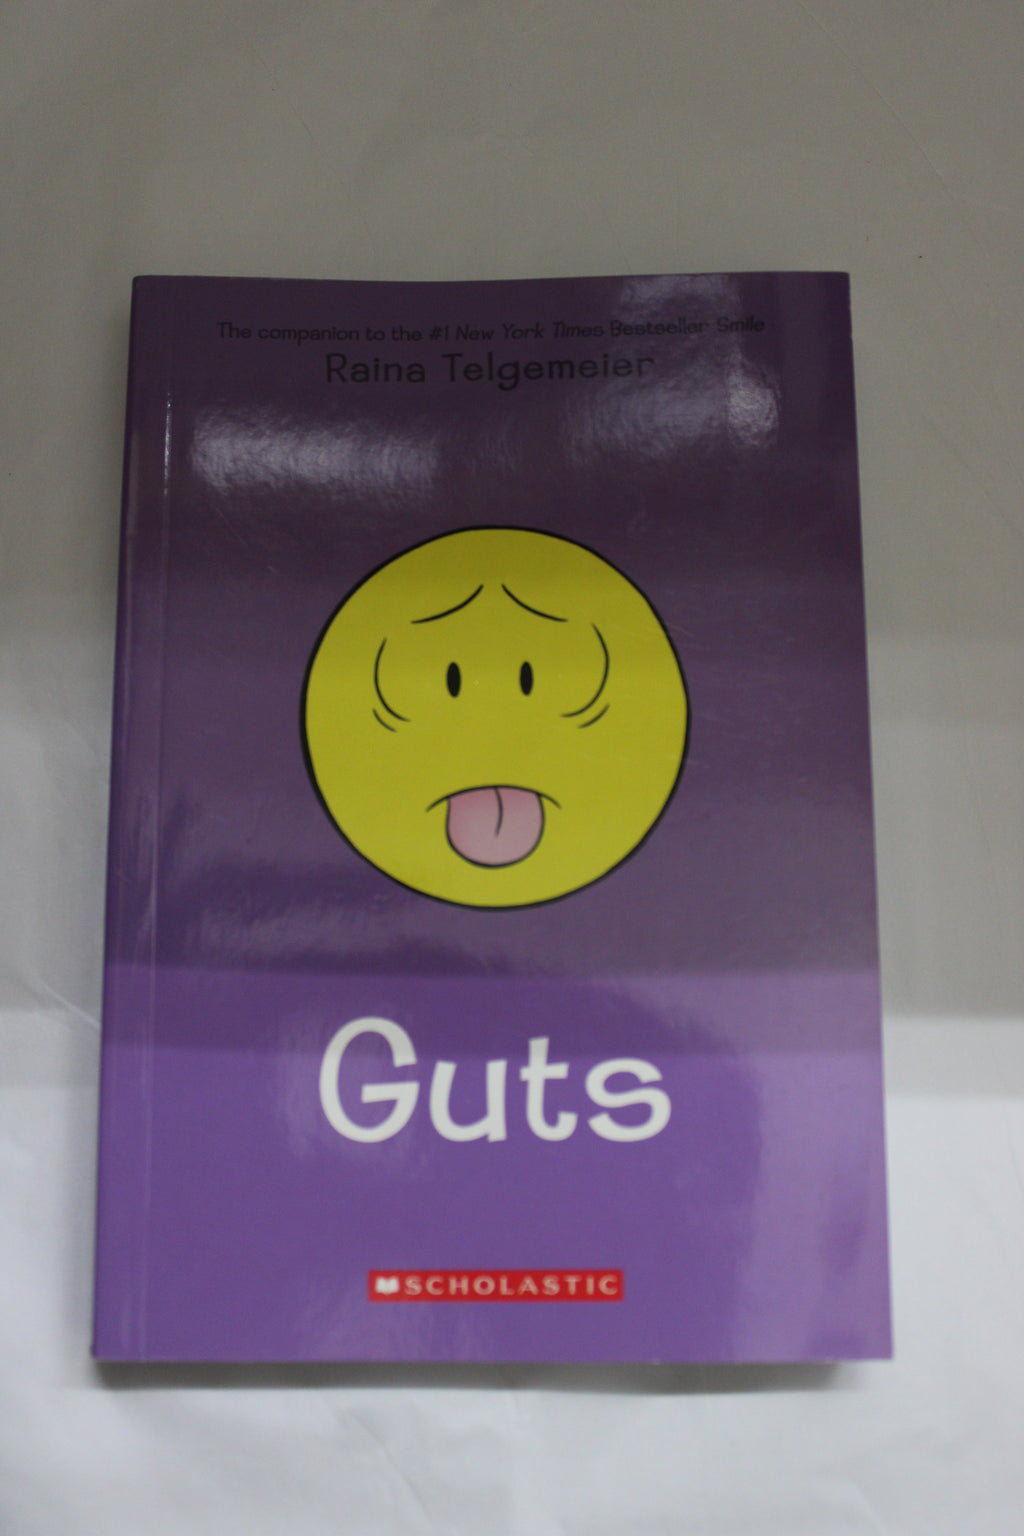 The companion to the #1 New York Times Bestseller Smile
Raina Telgemeier
Guts
SCHOLASTIC